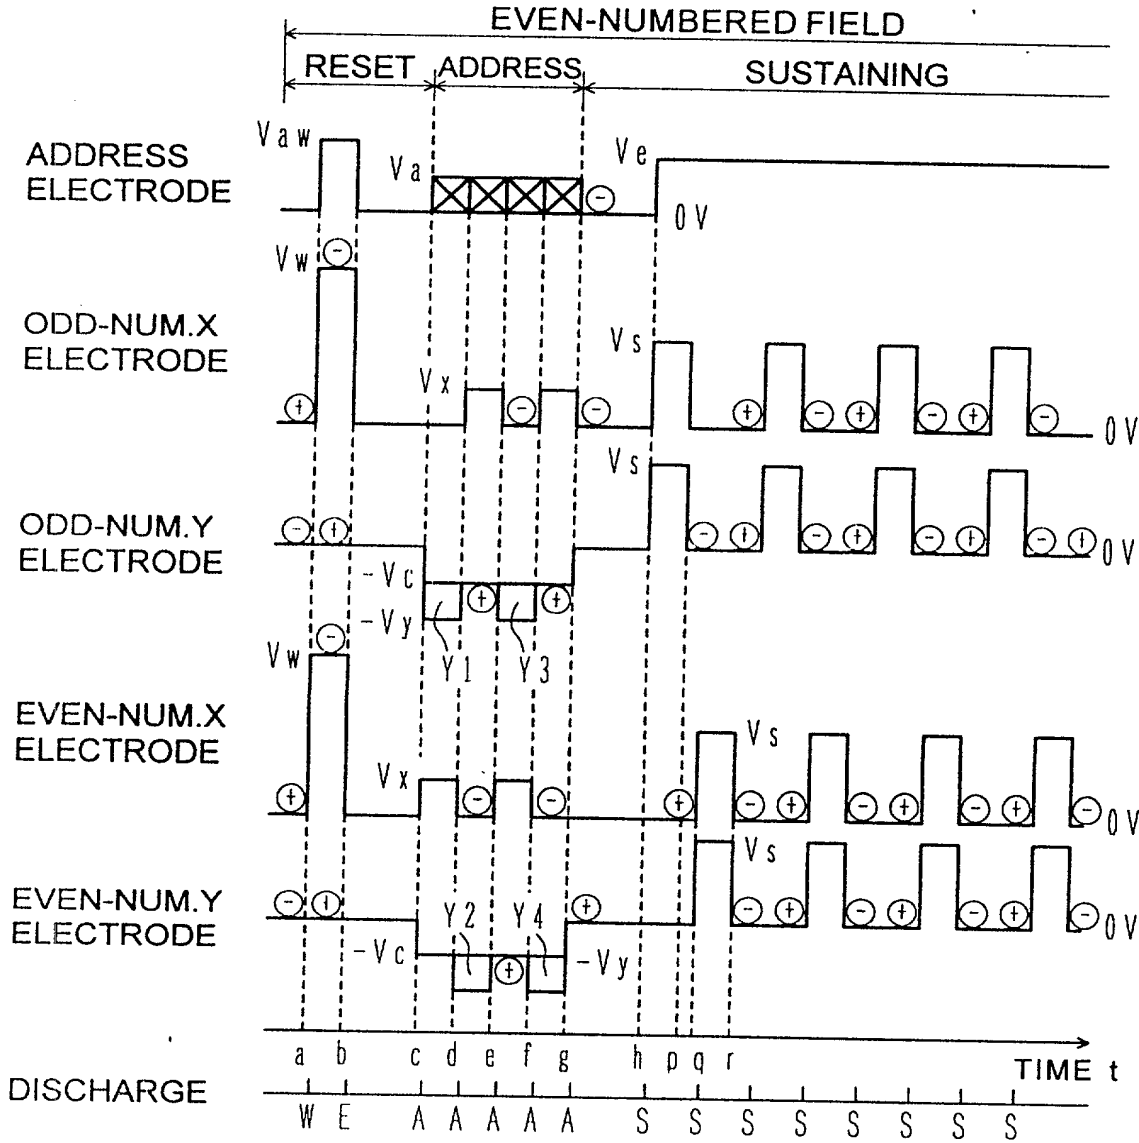 EVEN-NUMBERED FIELD
RESET ADDRESS SUSTAINING
ADDRESS
ELECTRODE
Vaw
Va
Ve
0V
ODD-NUM.X
ELECTRODE
Vw
Vx
Vs
0V
ODD-NUM.Y
ELECTRODE
Vs
-Vc
-Vy
Y1 Y3
0V
EVEN-NUM.X
ELECTRODE
Vw
Vx
Vs
0V
EVEN-NUM.Y
ELECTRODE
Vs
-Vc
Y2 Y4
-Vy
0V
a b c d e f g h p q r
TIME t
DISCHARGE
W E A A A A A S S S S S S S S